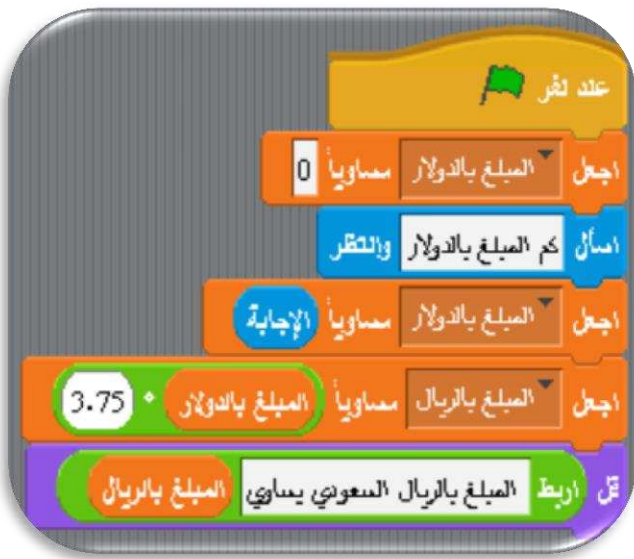 عند نقر
اجعل المبلغ بالدولار مساوياً 0
اسأل كم المبلغ بالدولار وانتظر
اجعل المبلغ بالدولار مساوياً الإجابة
اجعل المبلغ بالريال مساوياً المبلغ بالدولار * 3.75
قل اربط المبلغ بالريال السعودي يساوي المبلغ بالريال